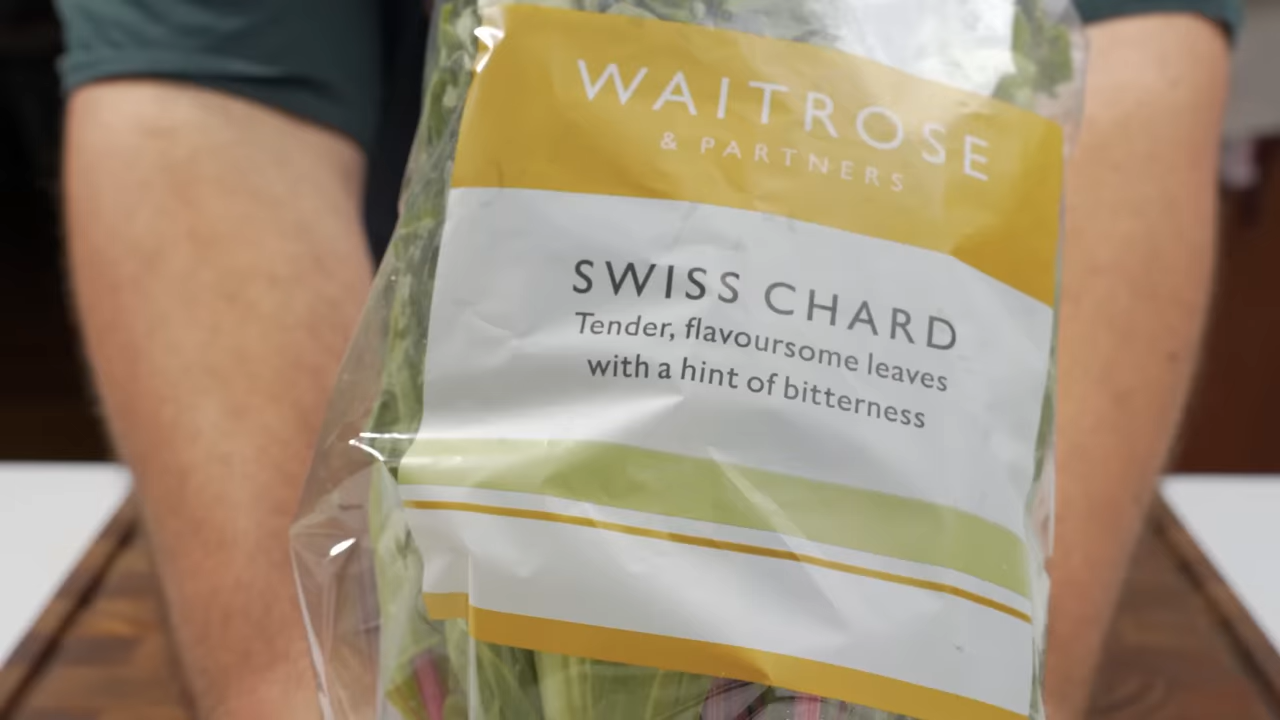 WAITROSE
& PARTNERS
SWISS CHARD
Tender, flavoursome leaves
with a hint of bitterness